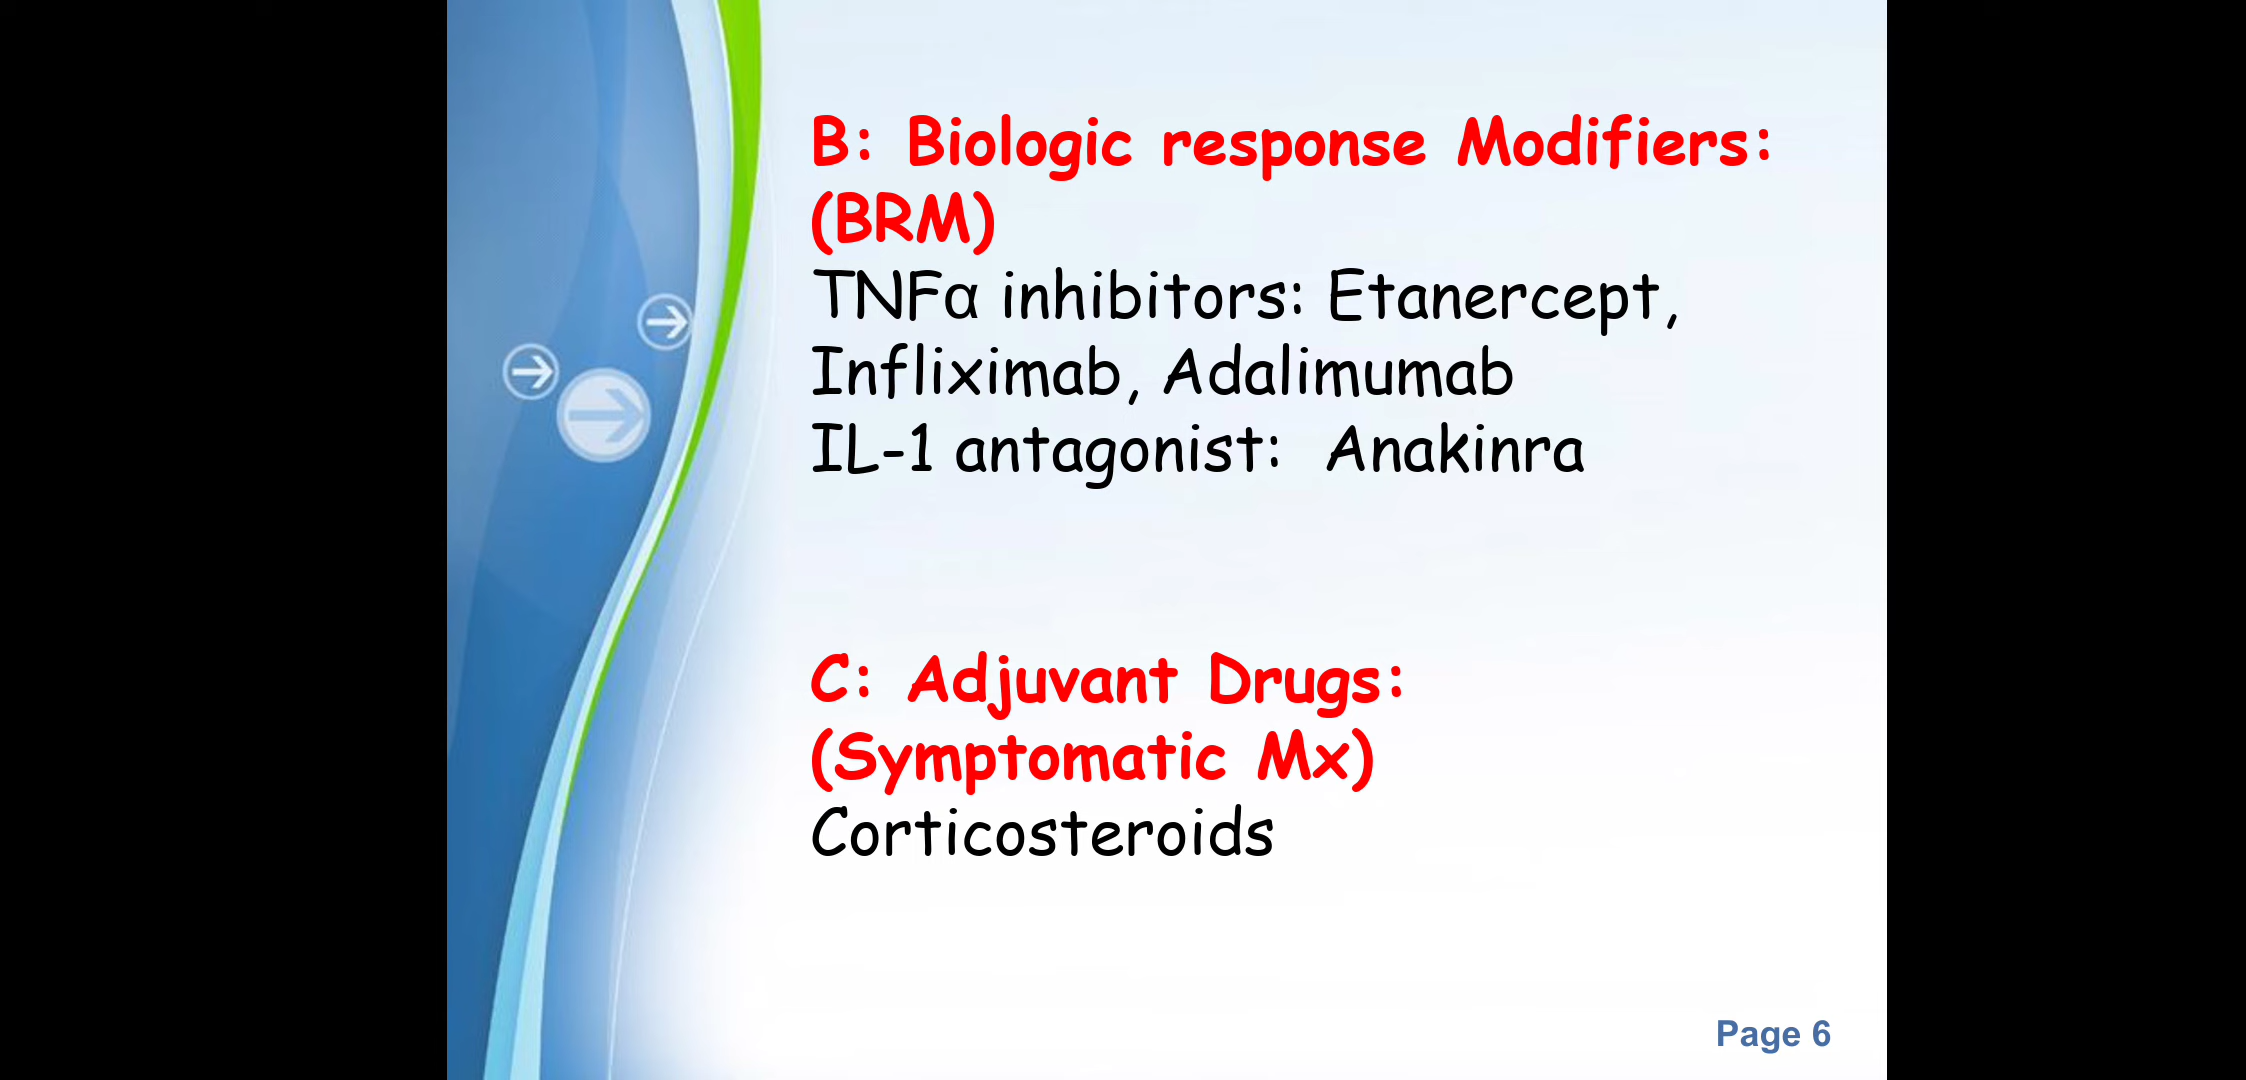 B: Biologic response Modifiers:
(BRM)
TNFα inhibitors: Etanercept,
Infliximab, Adalimumab
IL-1 antagonist: Anakinra
C: Adjuvant Drugs:
(Symptomatic Mx)
Corticosteroids
Page 6